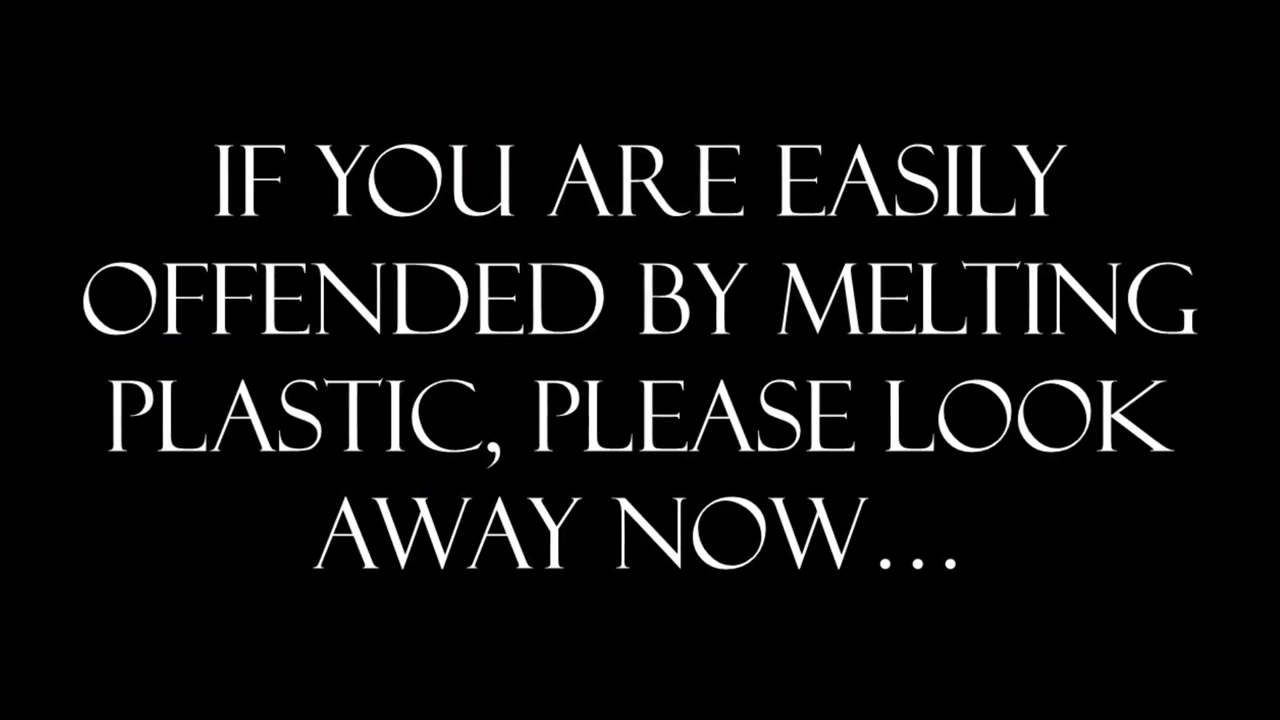 IF YOU ARE EASILY
OFFENDED BY MELTING
PLASTIC, PLEASE LOOK
AWAY NOW...